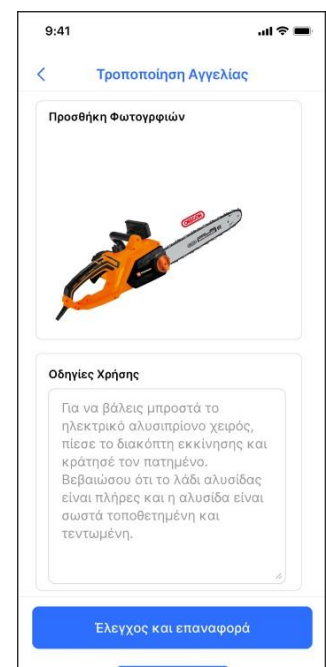 9:41
Τροποποίηση Αγγελίας
Προσθήκη Φωτογρφιών
Οδηγίες Χρήσης
Για να βάλεις μπροστά το
ηλεκτρικό αλυσιπρίονο χειρός,
πίεσε το διακόπτη εκκίνησης και
κράτησέ τον πατημένο.
Βεβαιώσου ότι το λάδι αλυσίδας
είναι πλήρες και η αλυσίδα είναι
σωστά τοποθετημένη και
τεντωμένη.
Έλεγχος και επαναφορά